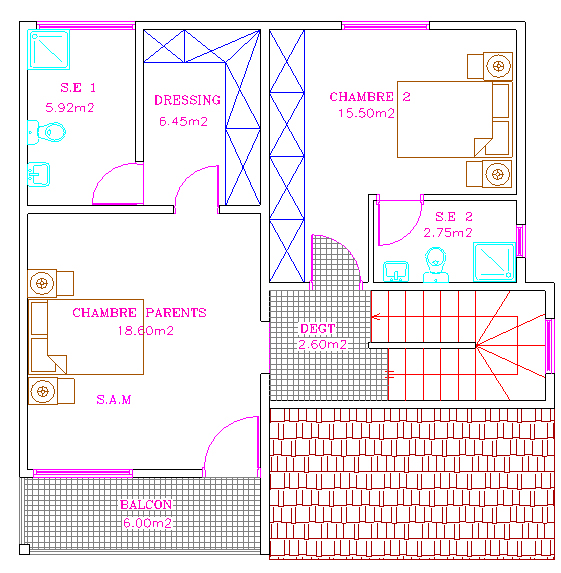 S.E 1
5.92m2
DRESSING
6.45m2
CHAMBRE 2
15.50m2
S.E 2
2.75m2
CHAMBRE PARENTS
18.60m2
DEGT
2.60m2
S.A.M
BALCON
6.00m2